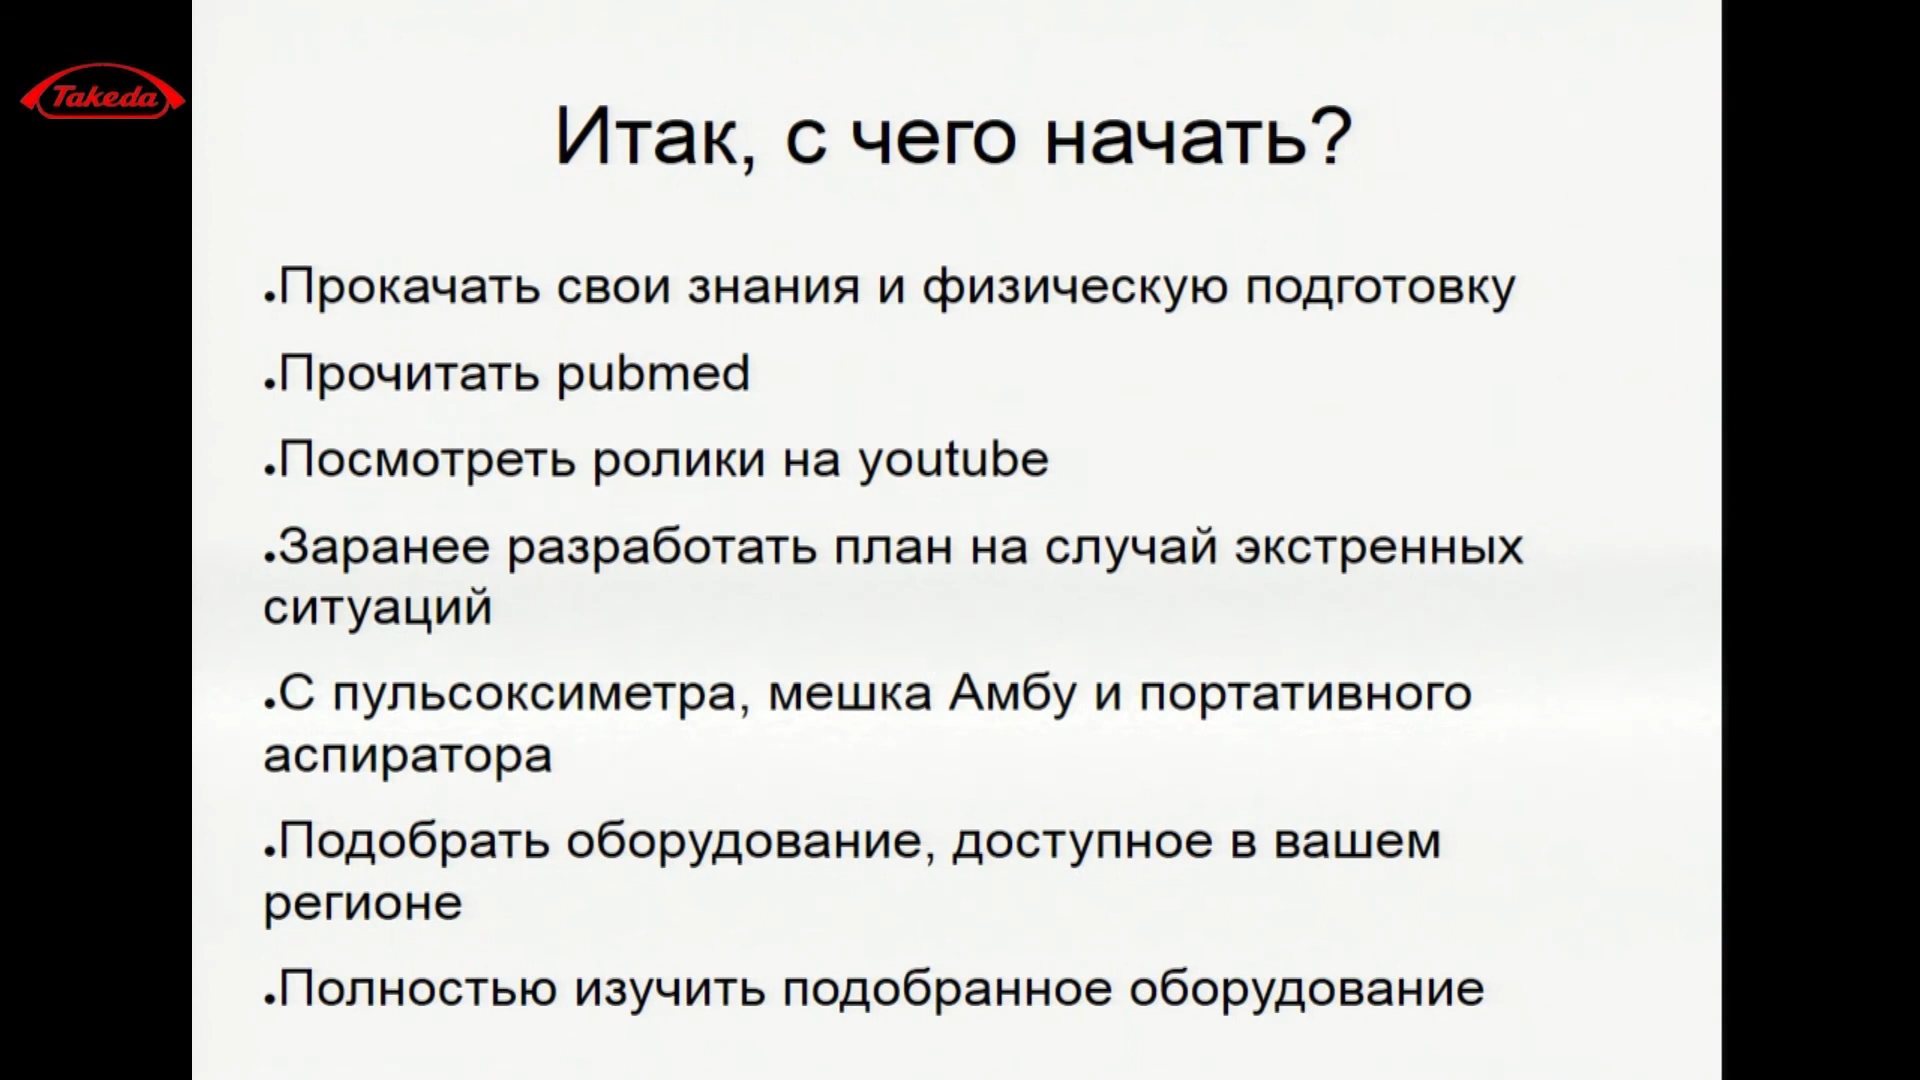 Takeda
Итак, с чего начать?
●Прокачать свои знания и физическую подготовку
●Прочитать pubmed
●Посмотреть ролики на youtube
●Заранее разработать план на случай экстренных
ситуаций
●С пульсоксиметра, мешка Амбу и портативного
аспиратора
●Подобрать оборудование, доступное в вашем
регионе
●Полностью изучить подобранное оборудование